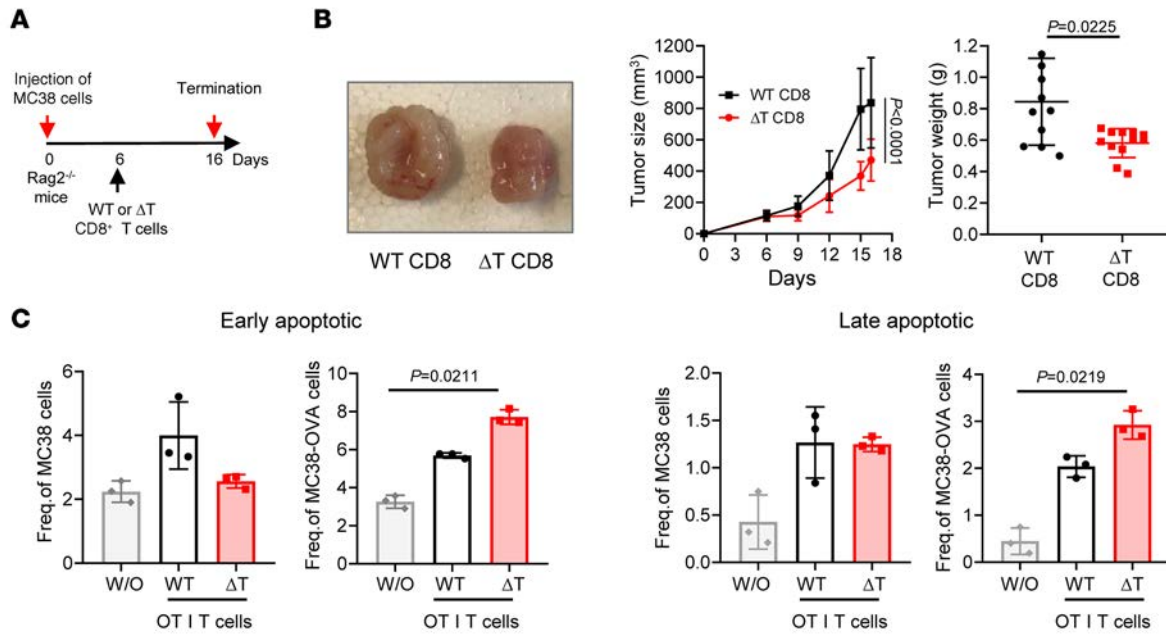 A
Injection of
MC38 cells
Termination
0
6
16
Days
Rag2-/-
mice
WT or ΔT
CD8+ T cells
B
WT CD8
ΔT CD8
Tumor size (mm3)
1200
1000
800
600
400
200
0
WT CD8
ΔT CD8
P<0.0001
0
3
6
9
12
15
18
Days
P=0.0225
Tumor weight (g)
1.2
1.0
0.8
0.6
0.4
0.2
0.0
WT
CD8
ΔT
CD8
C
Early apoptotic
Freq.of MC38 cells
6
4
2
0
W/O
WT
ΔT
OT I T cells
Freq.of MC38-OVA cells
10
8
6
4
2
0
P=0.0211
W/O
WT
ΔT
OT I T cells
Late apoptotic
Freq.of MC38 cells
2.0
1.5
1.0
0.5
0.0
W/O
WT
ΔT
OT I T cells
Freq.of MC38-OVA cells
4
3
2
1
0
P=0.0219
W/O
WT
ΔT
OT I T cells